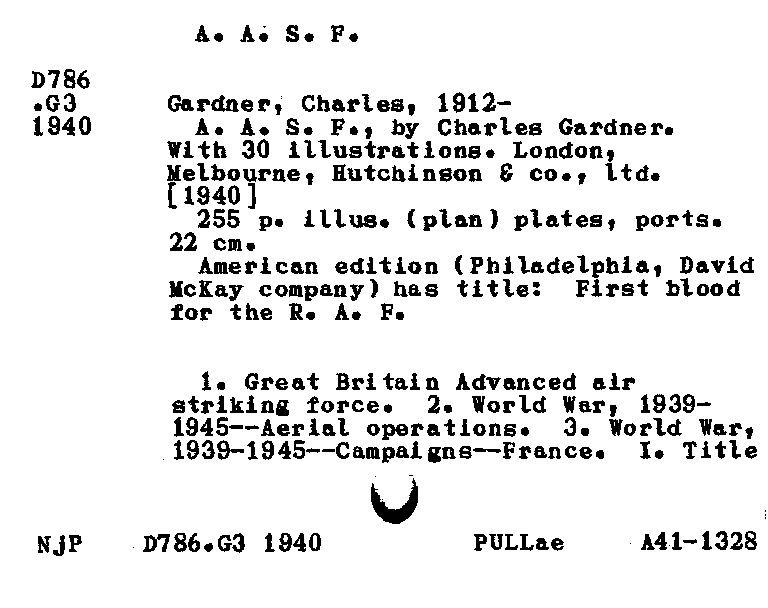 A. A. S. F.
D786
.G3 Gardner, Charles, 1912-
1940 A. A. S. F., by Charles Gardner.
With 30 illustrations. London,
Melbourne, Hutchinson & co., ltd.
[1940]
255 p. illus. (plan) plates, ports.
22 cm.
American edition (Philadelphia, David
McKay company) has title: First blood
for the R. A. F.
1. Great Britain Advanced air
striking force. 2. World War, 1939-
1945--Aerial operations. 3. World War,
1939-1945--Campaigns--France. I. Title
NjP D786.G3 1940 PULLae A41-1328